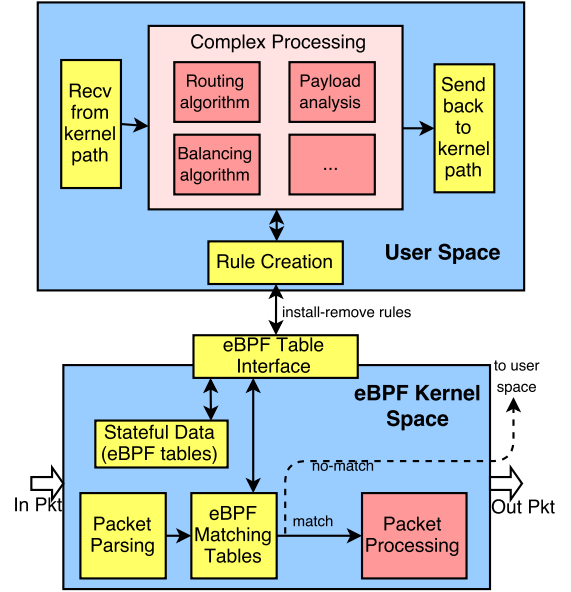 Complex Processing
Recv
from
kernel
path
Routing
algorithm
Payload
analysis
Balancing
algorithm
...
Send
back
to
kernel
path
Rule Creation
User Space
install-remove rules
eBPF Table
Interface
to user
space
eBPF Kernel
Space
Stateful Data
(eBPF tables)
no-match
In Pkt
Out Pkt
Packet
Parsing
eBPF
Matching
Tables
match
Packet
Processing